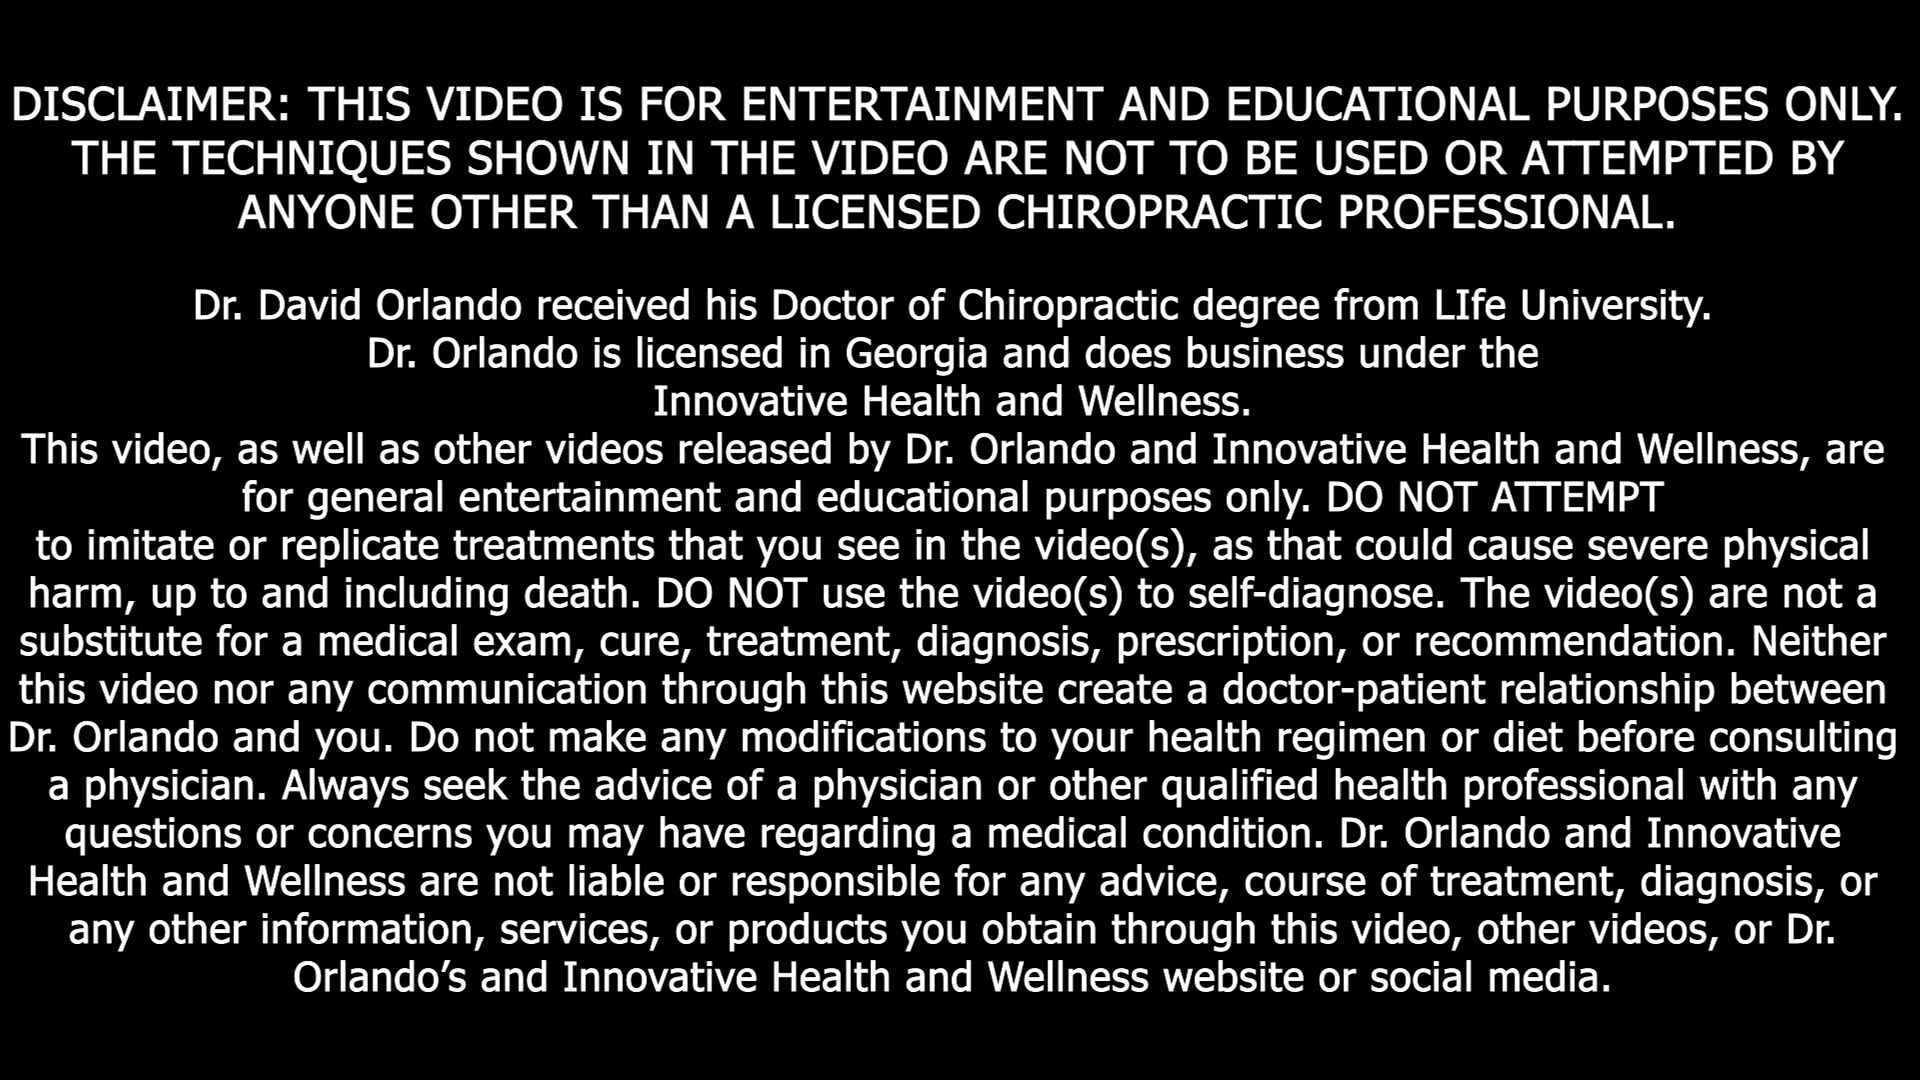 DISCLAIMER: THIS VIDEO IS FOR ENTERTAINMENT AND EDUCATIONAL PURPOSES ONLY.
THE TECHNIQUES SHOWN IN THE VIDEO ARE NOT TO BE USED OR ATTEMPTED BY
ANYONE OTHER THAN A LICENSED CHIROPRACTIC PROFESSIONAL.
Dr. David Orlando received his Doctor of Chiropractic degree from LIfe University.
Dr. Orlando is licensed in Georgia and does business under the
Innovative Health and Wellness.
This video, as well as other videos released by Dr. Orlando and Innovative Health and Wellness, are
for general entertainment and educational purposes only. DO NOT ATTEMPT
to imitate or replicate treatments that you see in the video(s), as that could cause severe physical
harm, up to and including death. DO NOT use the video(s) to self-diagnose. The video(s) are not a
substitute for a medical exam, cure, treatment, diagnosis, prescription, or recommendation. Neither
this video nor any communication through this website create a doctor-patient relationship between
Dr. Orlando and you. Do not make any modifications to your health regimen or diet before consulting
a physician. Always seek the advice of a physician or other qualified health professional with any
questions or concerns you may have regarding a medical condition. Dr. Orlando and Innovative
Health and Wellness are not liable or responsible for any advice, course of treatment, diagnosis, or
any other information, services, or products you obtain through this video, other videos, or Dr.
Orlando’s and Innovative Health and Wellness website or social media.